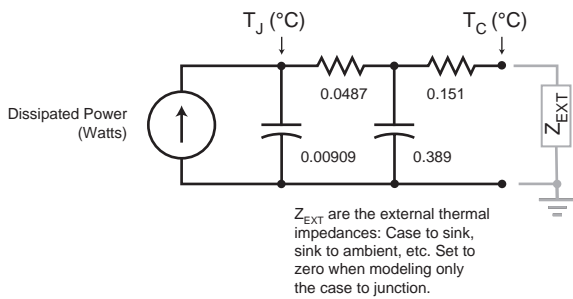 T_J (°C)
T_C (°C)
0.0487
0.151
Dissipated Power
(Watts)
Z_EXT
0.00909
0.389
Z_EXT are the external thermal
impedances: Case to sink,
sink to ambient, etc. Set to
zero when modeling only
the case to junction.